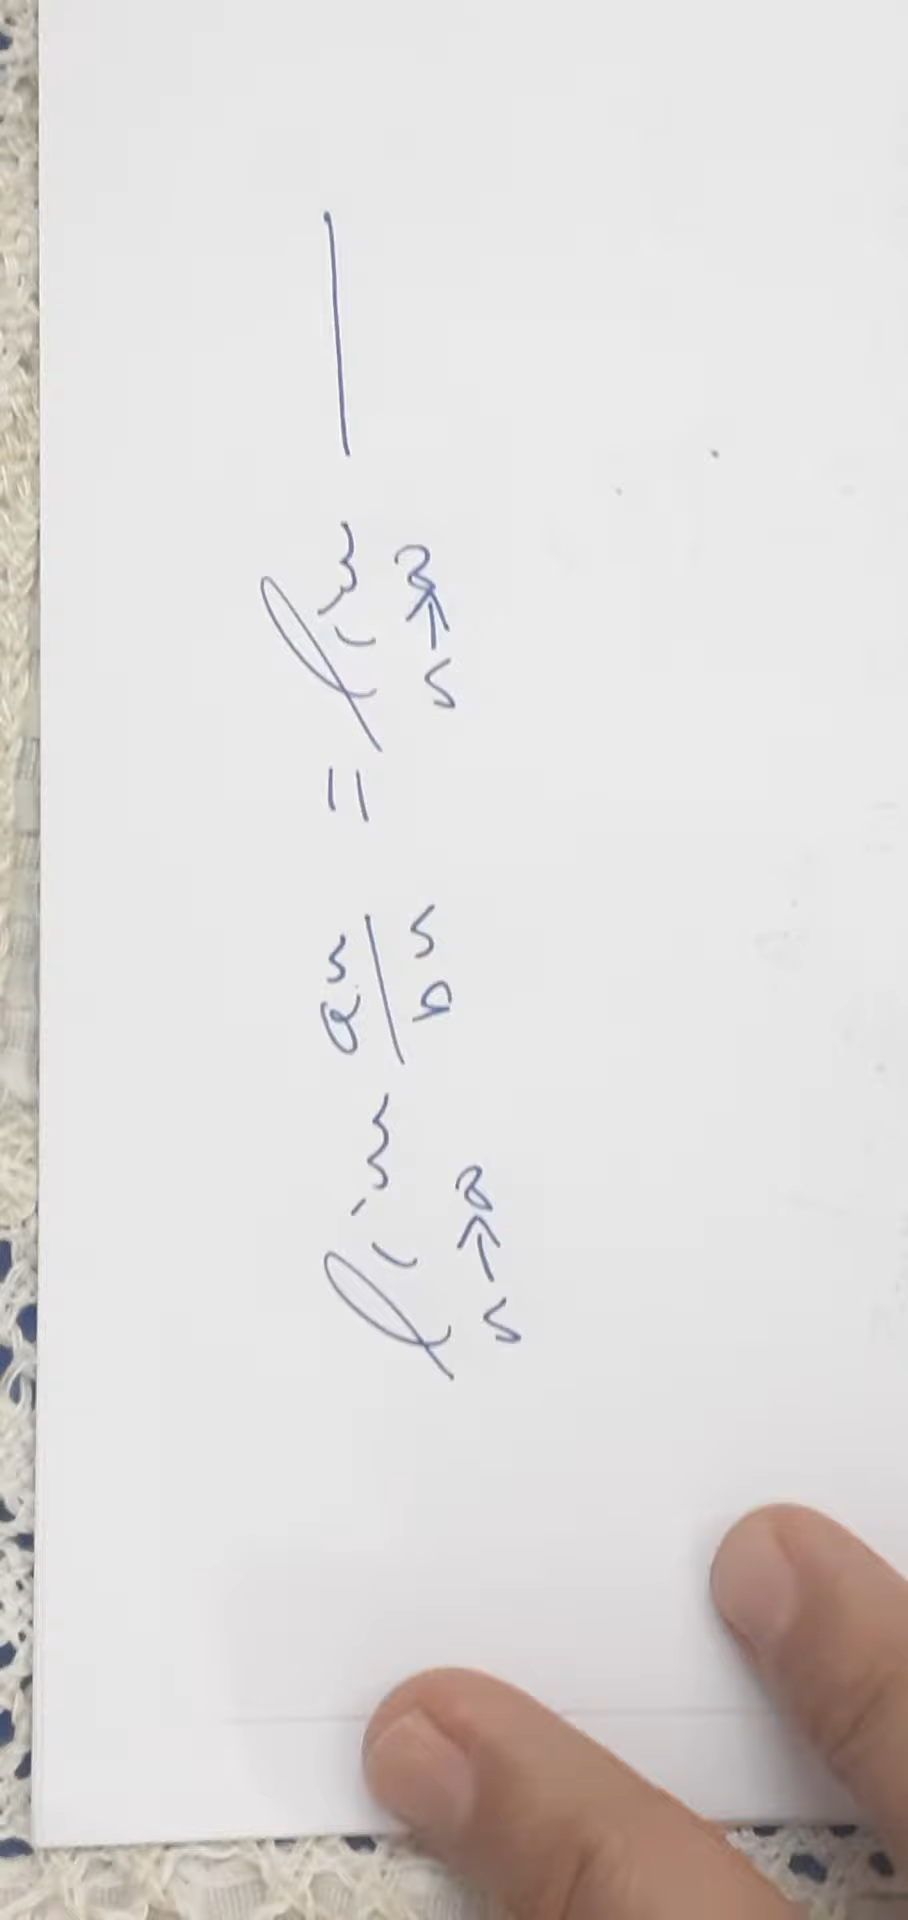 lim n→∞ aₙ/bₙ = lim n→∞ —